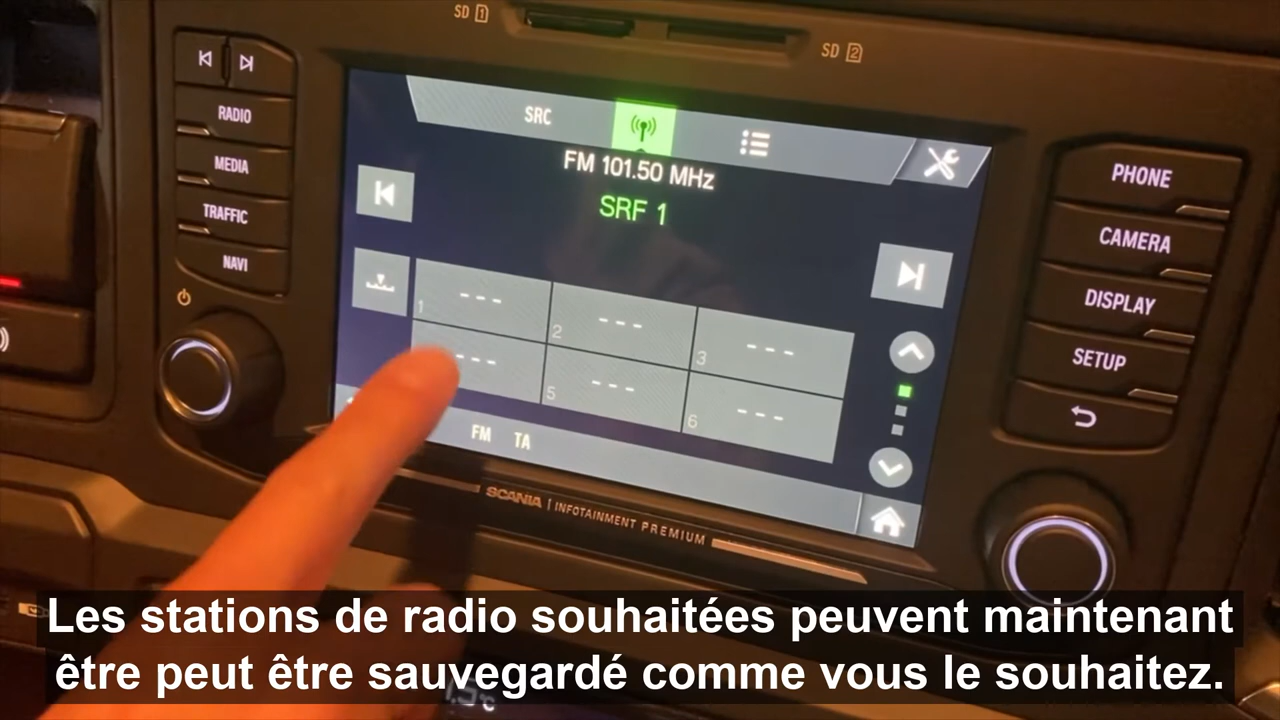 SD 1
SD 2
RADIO
MEDIA
TRAFFIC
NAVI
SRC
FM 101.50 MHz
SRF 1
1 ---
2 ---
3 ---
---
5 ---
6 ---
FM TA
PHONE
CAMERA
DISPLAY
SETUP
SCANIA | INFOTAINMENT PREMIUM
Les stations de radio souhaitées peuvent maintenant
être peut être sauvegardé comme vous le souhaitez.